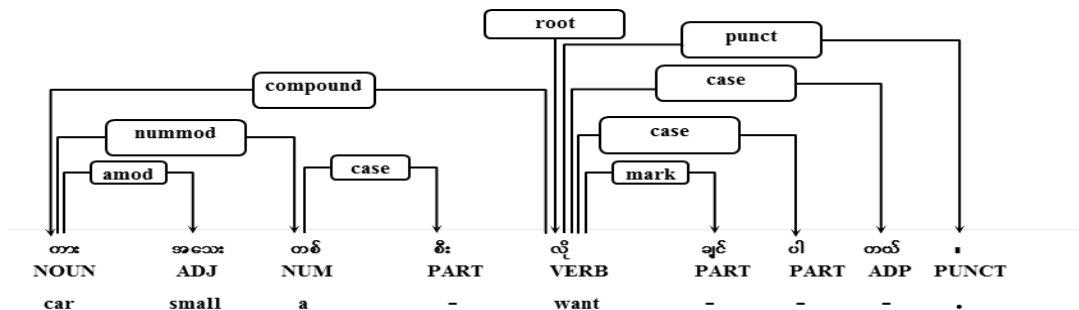 root
punct
compound case
nummod case
amod case mark
ကား အသေး တစ် စီး လို ချင် ပါ တယ် ။
NOUN ADJ NUM PART VERB PART PART ADP PUNCT
car small a - want - - - .